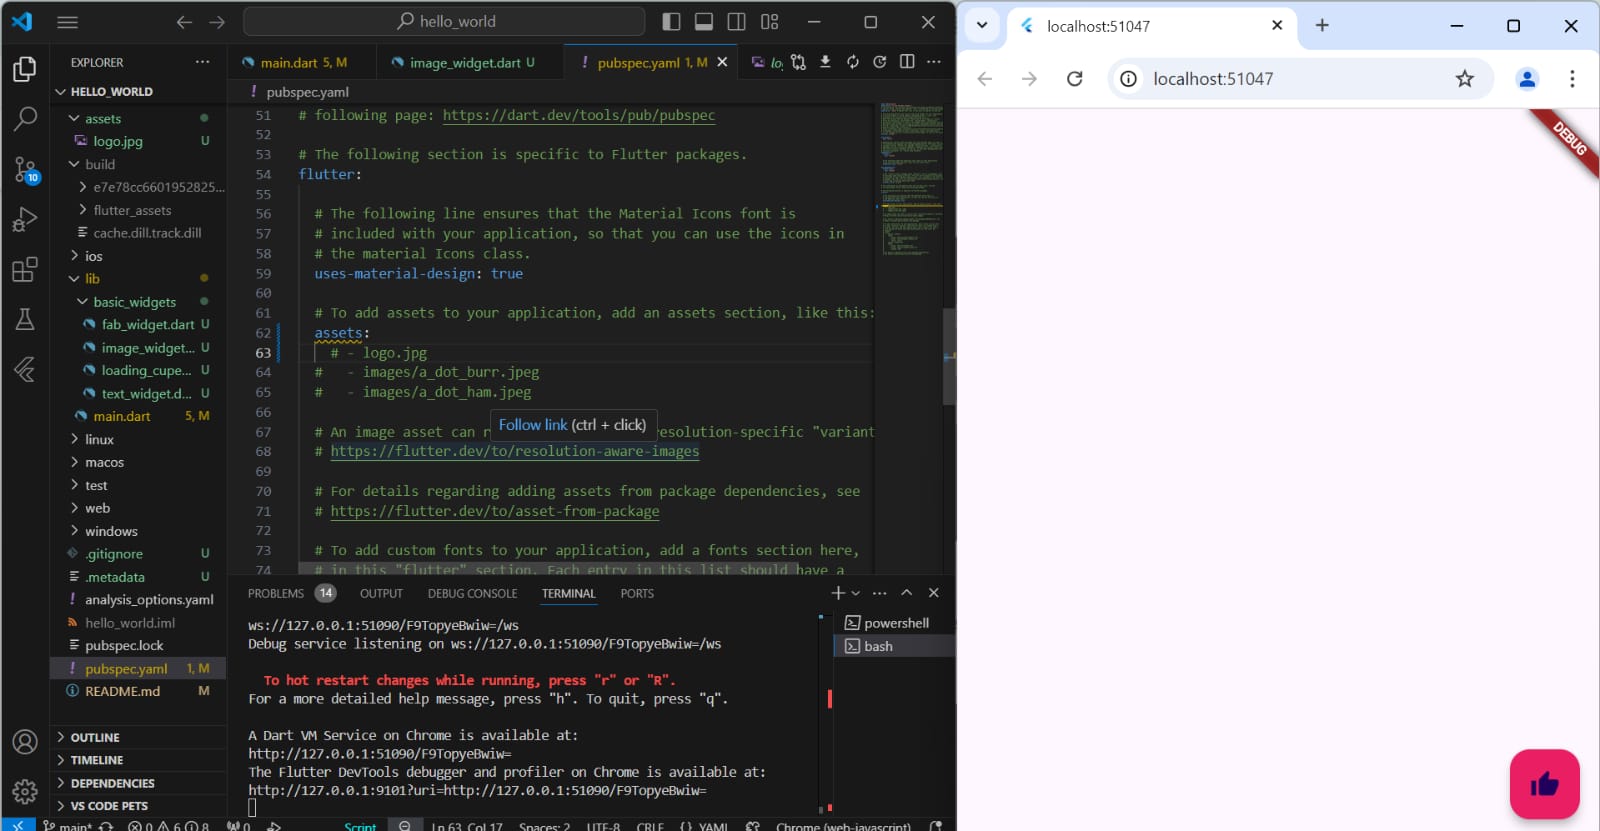 hello_world
EXPLORER
HELLO_WORLD
assets
logo.jpg U
build
e7e78cc6601952825...
flutter_assets
cache.dill.track.dill
ios
lib
basic_widgets
fab_widget.dart U
image_widget... U
loading_cupe... U
text_widget.d... U
main.dart 5, M
linux
macos
test
web
windows
.gitignore U
.metadata U
analysis_options.yaml
hello_world.iml
pubspec.lock
pubspec.yaml 1, M
README.md M
OUTLINE
TIMELINE
DEPENDENCIES
VS CODE PETS
10
main.dart 5, M
image_widget.dart U
pubspec.yaml 1, M
pubspec.yaml
51 # following page: https://dart.dev/tools/pub/pubspec
52
53 # The following section is specific to Flutter packages.
54 flutter:
55
56 # The following line ensures that the Material Icons font is
57 # included with your application, so that you can use the icons in
58 # the material Icons class.
59 uses-material-design: true
60
61 # To add assets to your application, add an assets section, like this:
62 assets:
63 # - logo.jpg
64 # - images/a_dot_burr.jpeg
65 # - images/a_dot_ham.jpeg
66
Follow link (ctrl + click)
67 # An image asset can r resolution-specific "variant
68 # https://flutter.dev/to/resolution-aware-images
69
70 # For details regarding adding assets from package dependencies, see
71 # https://flutter.dev/to/asset-from-package
72
73 # To add custom fonts to your application, add a fonts section here,
74 # in this "flutter" section. Each entry in this list should have a
PROBLEMS 14 OUTPUT DEBUG CONSOLE TERMINAL PORTS
ws://127.0.0.1:51090/F9TopyeBwiw=/ws
Debug service listening on ws://127.0.0.1:51090/F9TopyeBwiw=/ws
To hot restart changes while running, press "r" or "R".
For a more detailed help message, press "h". To quit, press "q".
A Dart VM Service on Chrome is available at:
http://127.0.0.1:51090/F9TopyeBwiw=
The Flutter DevTools debugger and profiler on Chrome is available at:
http://127.0.0.1:9101?uri=http://127.0.0.1:51090/F9TopyeBwiw=
powershell
bash
main* 0 6 8 0 Script Ln 63, Col 17 Spaces: 2 UTF-8 CRLF {} YAML Chrome (web-javascript)
localhost:51047
localhost:51047
DEBUG